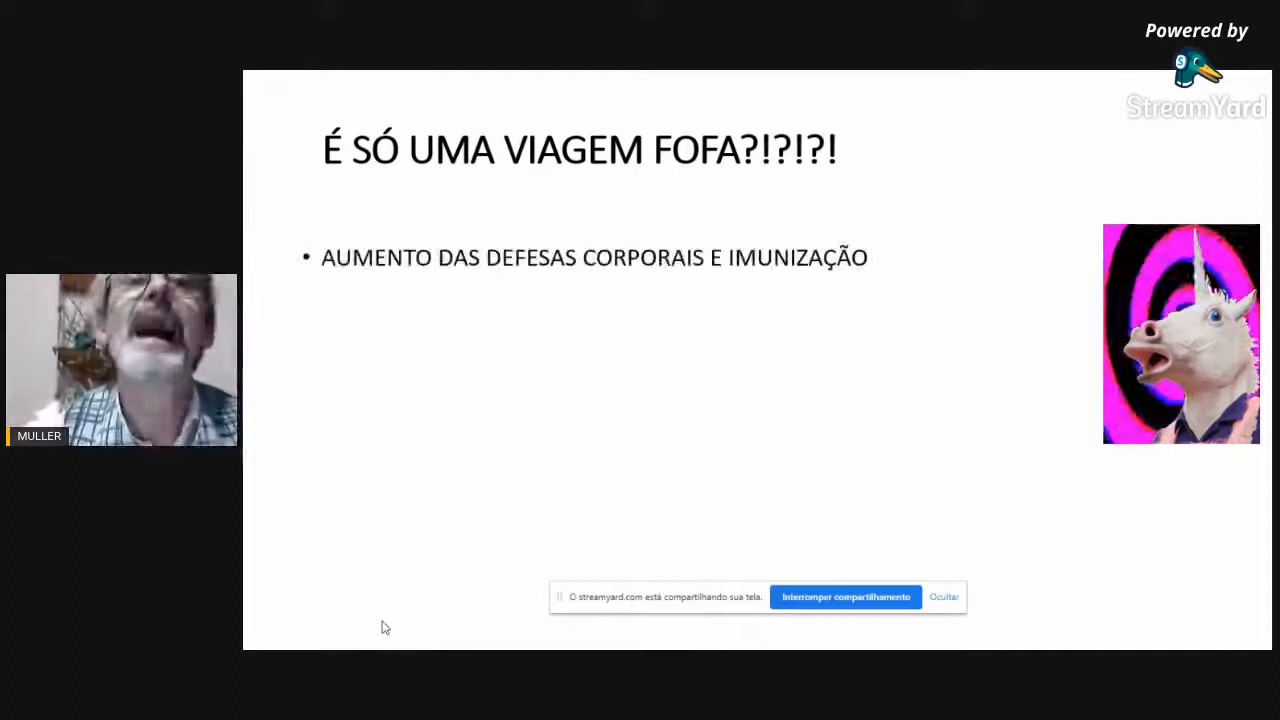 Powered by
StreamYard
É SÓ UMA VIAGEM FOFA?!?!?!
• AUMENTO DAS DEFESAS CORPORAIS E IMUNIZAÇÃO
MULLER
O streamyard.com está compartilhando sua tela.
Interromper compartilhamento
Ocultar